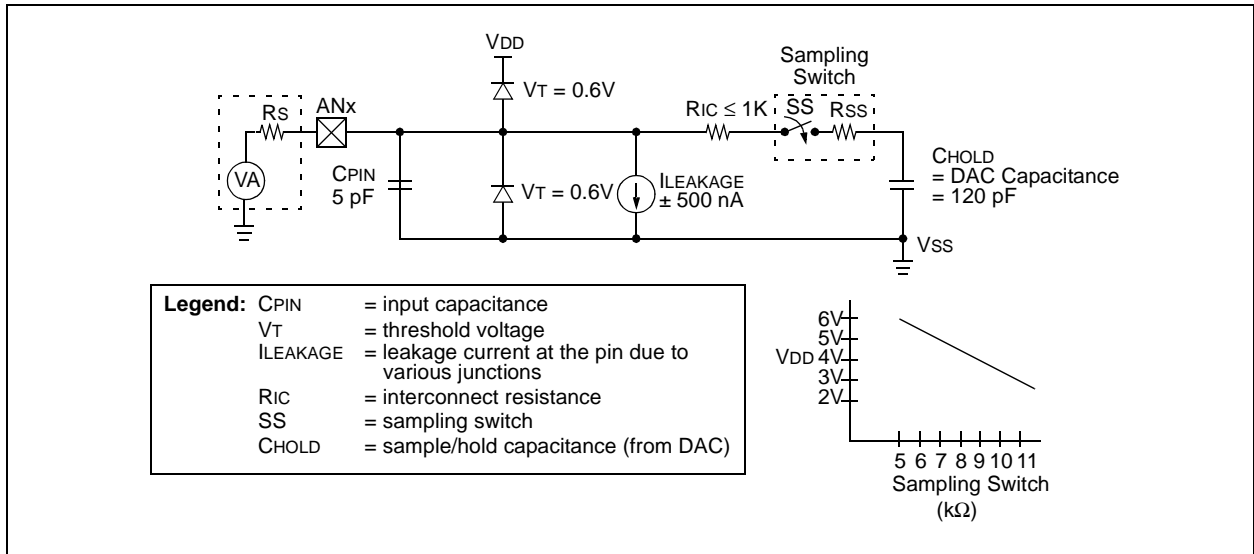 VDD
Sampling
Switch
VT = 0.6V
RS
ANx
RIC ≤ 1K
SS
RSS
VA
CPIN
5 pF
VT = 0.6V
ILEAKAGE
± 500 nA
CHOLD
= DAC Capacitance
= 120 pF
VSS
Legend: CPIN = input capacitance
VT = threshold voltage
ILEAKAGE = leakage current at the pin due to
various junctions
RIC = interconnect resistance
SS = sampling switch
CHOLD = sample/hold capacitance (from DAC)
6V
5V
VDD 4V
3V
2V
5 6 7 8 9 10 11
Sampling Switch
(kΩ)